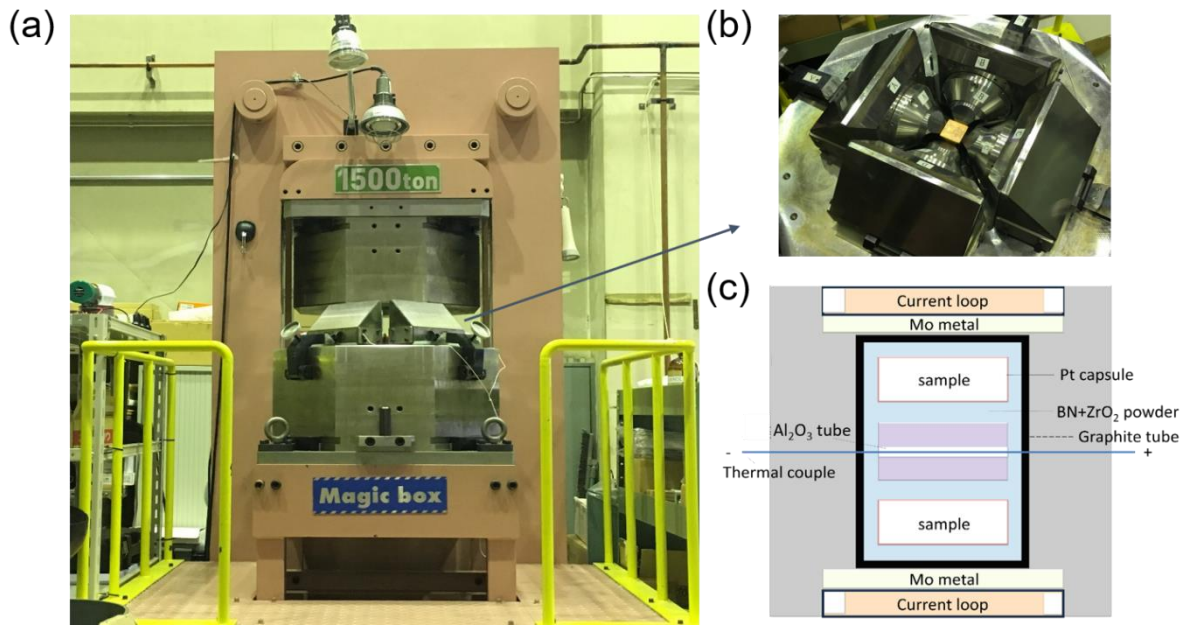 (a)
1500ton
Magic box
(b)
B
(c)
Current loop
Mo metal
sample
Pt capsule
BN+ZrO₂ powder
Al₂O₃ tube
Graphite tube
-
+
Thermal couple
sample
Mo metal
Current loop